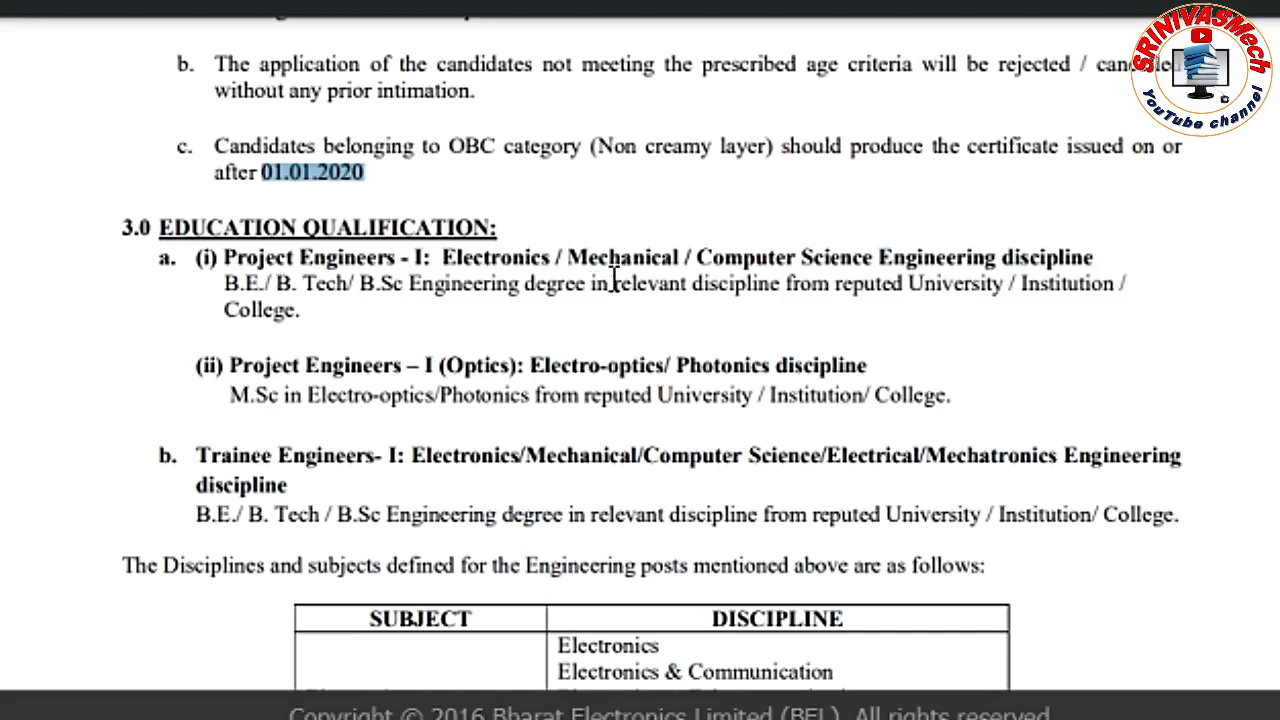 SRINIVASMech
YouTube channel
b. The application of the candidates not meeting the prescribed age criteria will be rejected /
without any prior intimation.
c. Candidates belonging to OBC category (Non creamy layer) should produce the certificate issued on or
after 01.01.2020
3.0 EDUCATION QUALIFICATION:
a. (i) Project Engineers - I: Electronics / Mechanical / Computer Science Engineering discipline
B.E./ B. Tech/ B.Sc Engineering degree in relevant discipline from reputed University / Institution /
College.
(ii) Project Engineers – I (Optics): Electro-optics/ Photonics discipline
M.Sc in Electro-optics/Photonics from reputed University / Institution/ College.
b. Trainee Engineers- I: Electronics/Mechanical/Computer Science/Electrical/Mechatronics Engineering
discipline
B.E./ B. Tech / B.Sc Engineering degree in relevant discipline from reputed University / Institution/ College.
The Disciplines and subjects defined for the Engineering posts mentioned above are as follows:
SUBJECT DISCIPLINE
Electronics
Electronics & Communication
Copyright © 2016 Bharat Electronics Limited (BEL). All rights reserved